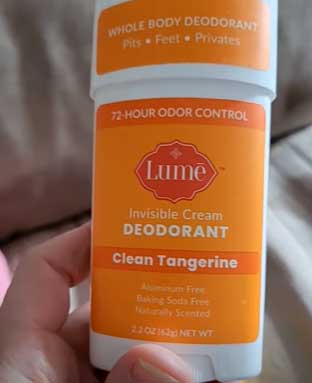 WHOLE BODY DEODORANT
Pits • Feet • Privates
72-HOUR ODOR CONTROL
Lumē™
Invisible Cream
DEODORANT
Clean Tangerine
Aluminum Free
Baking Soda Free
Naturally Scented
2.2 OZ (62g) NET WT